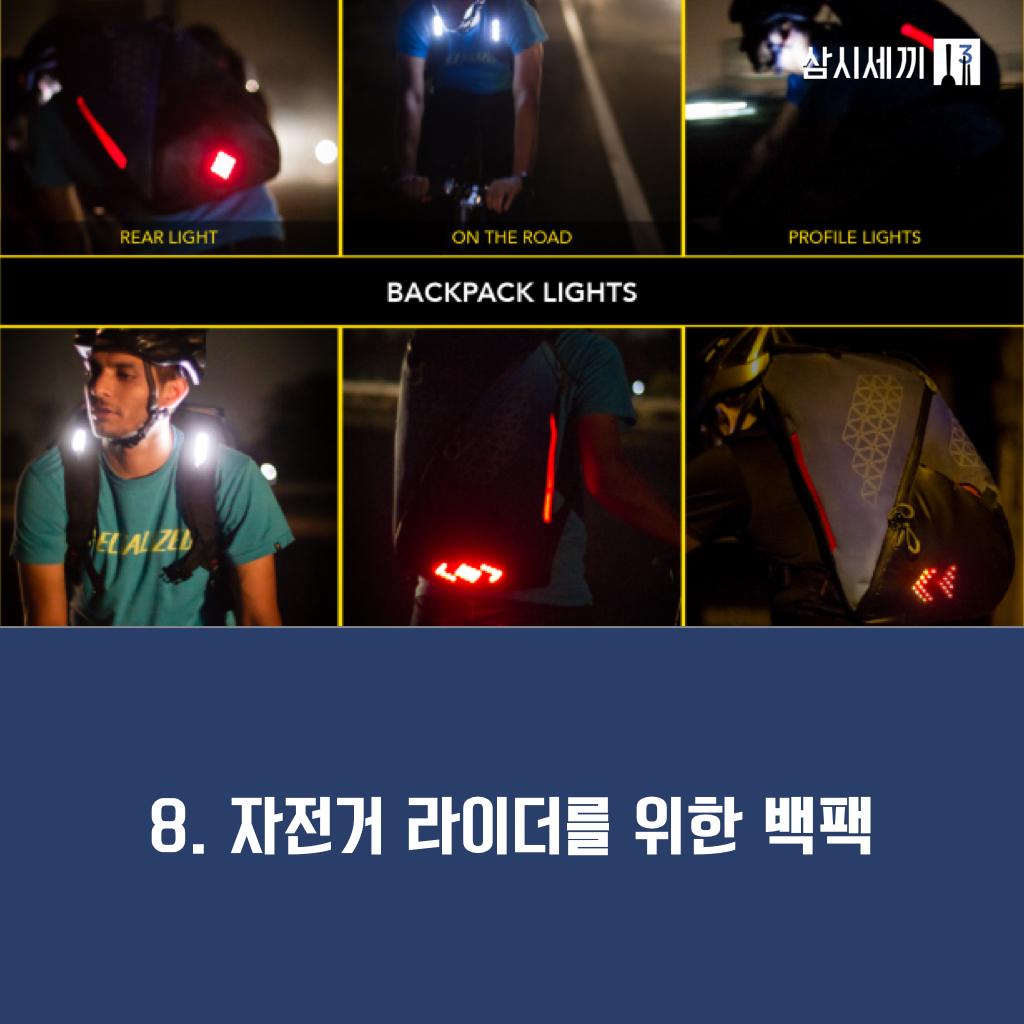 삼시세끼 3
REAR LIGHT
ON THE ROAD
PROFILE LIGHTS
BACKPACK LIGHTS
8. 자전거 라이더를 위한 백팩